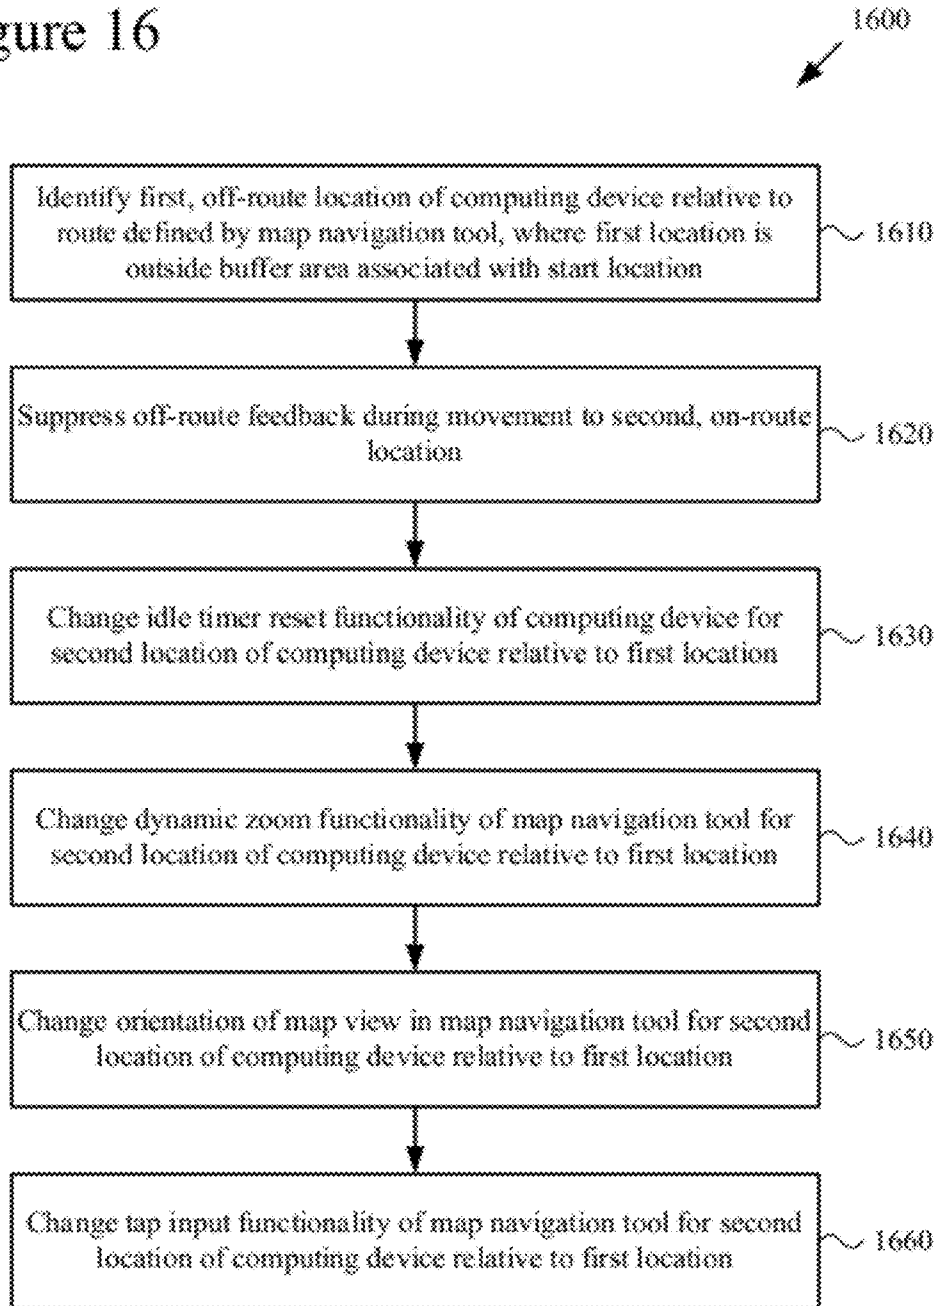 gure 16
1600
Identify first, off-route location of computing device relative to
route defined by map navigation tool, where first location is
outside buffer area associated with start location
1610
Suppress off-route feedback during movement to second, on-route
location
1620
Change idle timer reset functionality of computing device for
second location of computing device relative to first location
1630
Change dynamic zoom functionality of map navigation tool for
second location of computing device relative to first location
1640
Change orientation of map view in map navigation tool for second
location of computing device relative to first location
1650
Change tap input functionality of map navigation tool for second
location of computing device relative to first location
1660